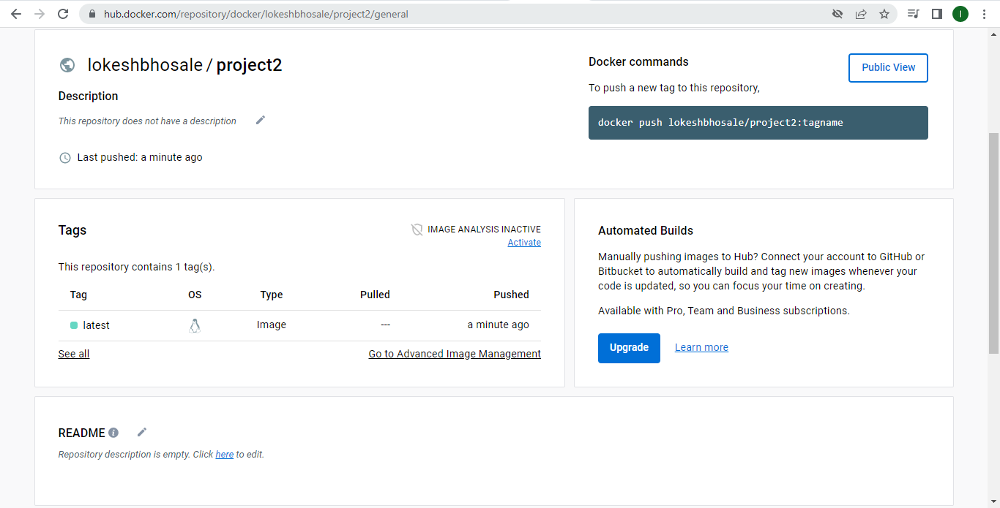 hub.docker.com/repository/docker/lokeshbhosale/project2/general
I
lokeshbhosale / project2
Description
This repository does not have a description
Last pushed: a minute ago
Docker commands
Public View
To push a new tag to this repository,
docker push lokeshbhosale/project2:tagname
Tags
IMAGE ANALYSIS INACTIVE
Activate
This repository contains 1 tag(s).
Tag OS Type Pulled Pushed
latest Image --- a minute ago
See all Go to Advanced Image Management
Automated Builds
Manually pushing images to Hub? Connect your account to GitHub or
Bitbucket to automatically build and tag new images whenever your
code is updated, so you can focus your time on creating.
Available with Pro, Team and Business subscriptions.
Upgrade Learn more
README
Repository description is empty. Click here to edit.